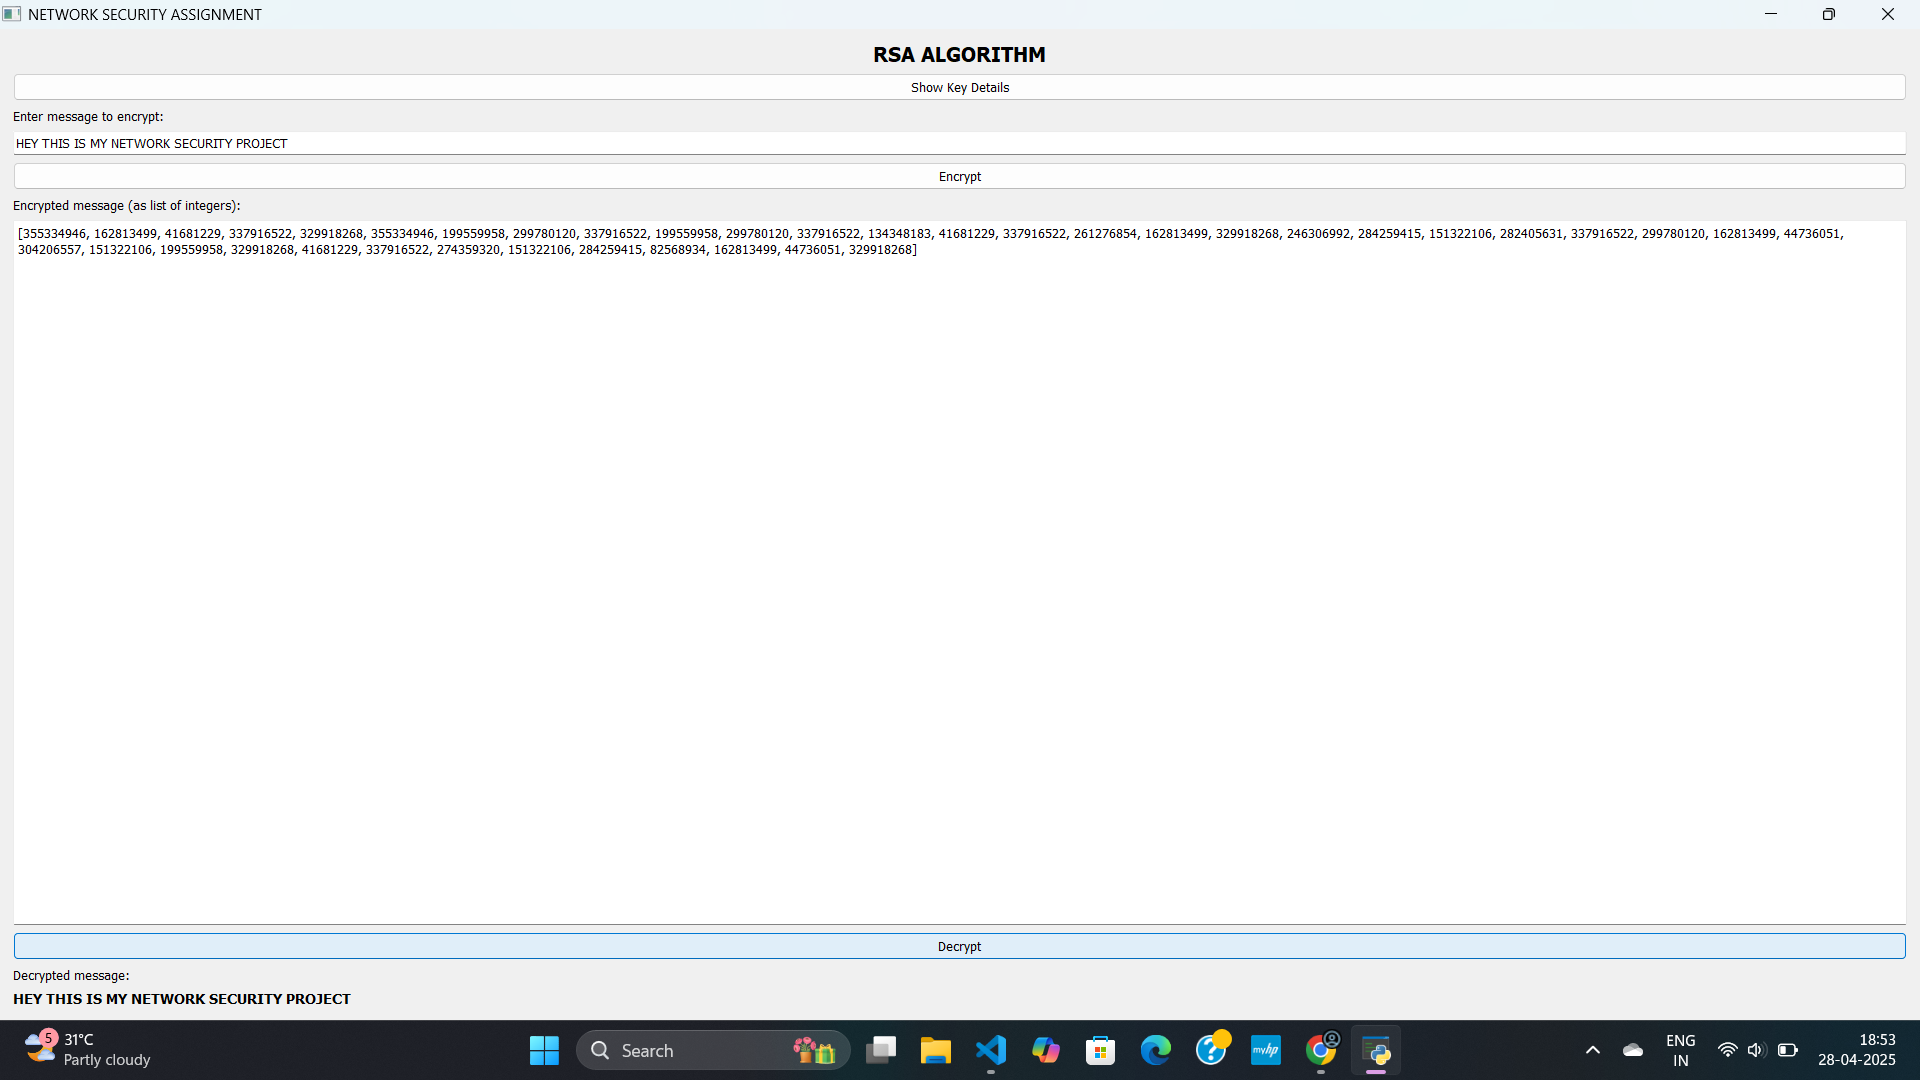 NETWORK SECURITY ASSIGNMENT
RSA ALGORITHM
Show Key Details
Enter message to encrypt:
HEY THIS IS MY NETWORK SECURITY PROJECT
Encrypt
Encrypted message (as list of integers):
[355334946, 162813499, 41681229, 337916522, 329918268, 355334946, 199559958, 299780120, 337916522, 199559958, 299780120, 337916522, 134348183, 41681229, 337916522, 261276854, 162813499, 329918268, 246306992, 284259415, 151322106, 282405631, 337916522, 299780120, 162813499, 44736051,
304206557, 151322106, 199559958, 329918268, 41681229, 337916522, 274359320, 151322106, 284259415, 82568934, 162813499, 44736051, 329918268]
Decrypt
Decrypted message:
HEY THIS IS MY NETWORK SECURITY PROJECT
5
31°C
Partly cloudy
Search
myhp
ENG
IN
18:53
28-04-2025